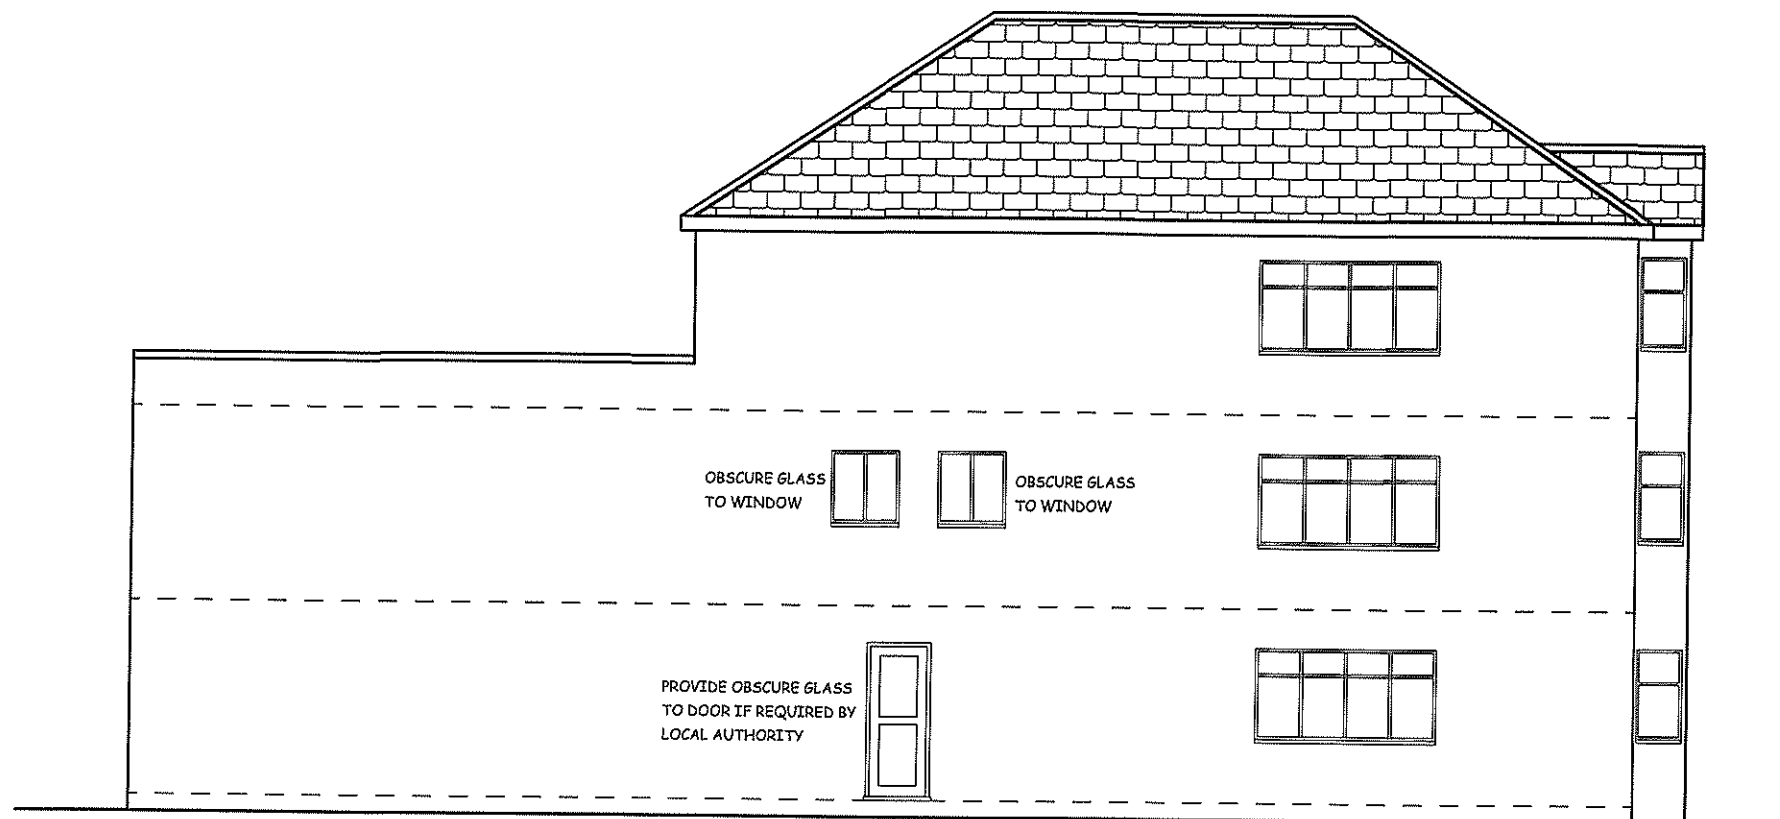 OBSCURE GLASS
TO WINDOW
OBSCURE GLASS
TO WINDOW
PROVIDE OBSCURE GLASS
TO DOOR IF REQUIRED BY
LOCAL AUTHORITY